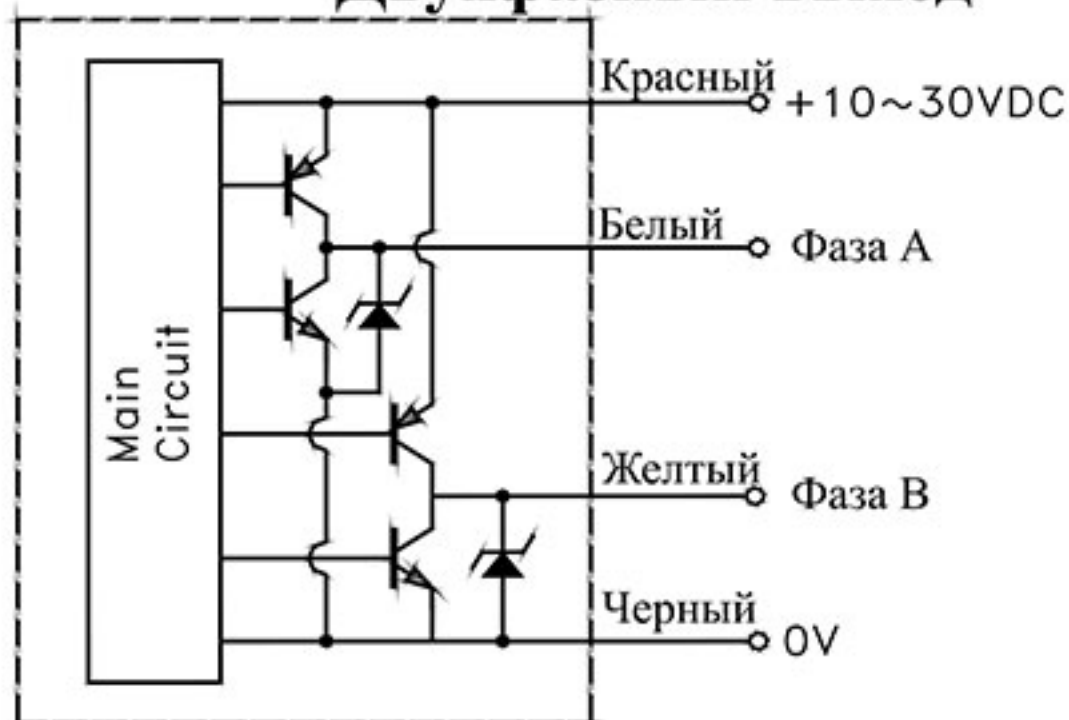 Красный
+10~30VDC
Белый
Фаза A
Main
Circuit
Желтый
Фаза B
Черный
0V